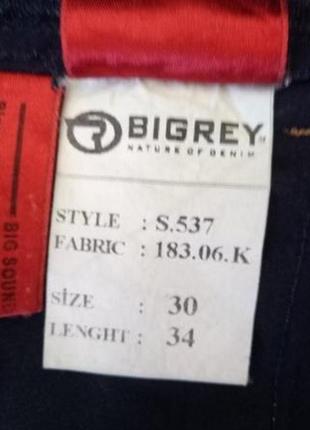 BIGREY
NATURE OF DENIM
STYLE : S.537
FABRIC : 183.06.K
SİZE : 30
LENGHT : 34
BIG SOUND